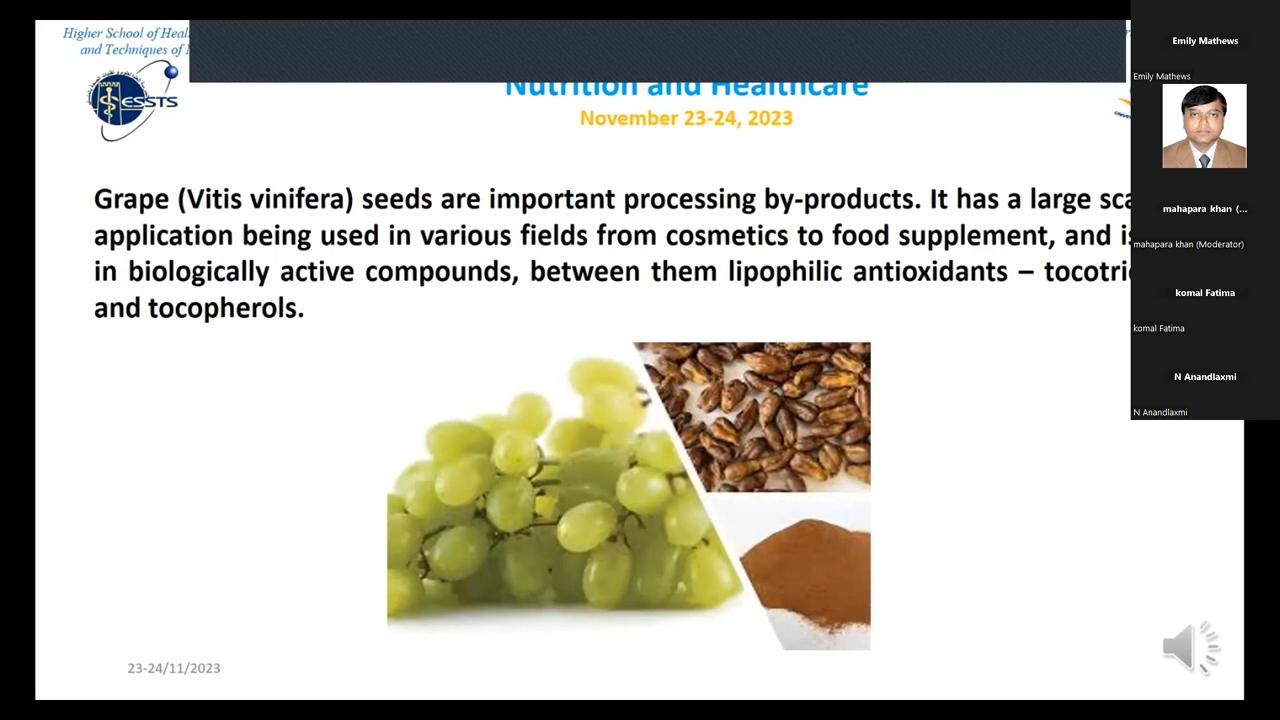 Higher School of
and Techniques of
ESSTS
Nutrition and Healthcare
November 23-24, 2023
Grape (Vitis vinifera) seeds are important processing by-products. It has a large
application being used in various fields from cosmetics to food supplement, and
in biologically active compounds, between them lipophilic antioxidants –
and tocopherols.
23-24/11/2023
Emily Mathews
Emily Mathews
mahapara khan (...
mahapara khan (Moderator)
komal Fatima
komal Fatima
N Anandlaxmi
N Anandlaxmi